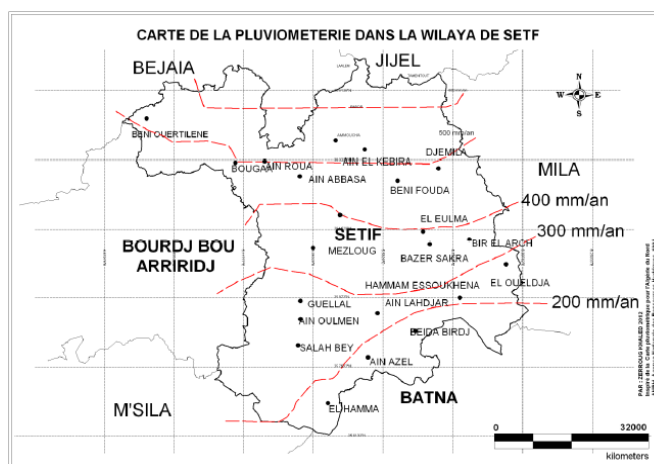 CARTE DE LA PLUVIOMETERIE DANS LA WILAYA DE SETF
JIJEL
BEJAIA
N
W E
S
500 mm/an
BENI OUERTILENE
DJEMILA
AIN EL KEBIRA
MILA
BOUGAA
AIN ROUA
AIN ABBASA
BENI FOUDA
400 mm/an
EL EULMA
300 mm/an
SETIF
BOURDJ BOU
ARRIRIDJ
BIR EL ARCH
MEZLOUG
BAZER SAKRA
HAMMAM ESSOUKHENA
EL OUELDJA
GUELLAL
AIN LAHDJAR
200 mm/an
AIN OULMEN
BEIDA BIRDJ
SALAH BEY
AIN AZEL
BATNA
M'SILA
EL HAMMA
PAR : ZERROUG KHALED 2012
0 32000
kilometers